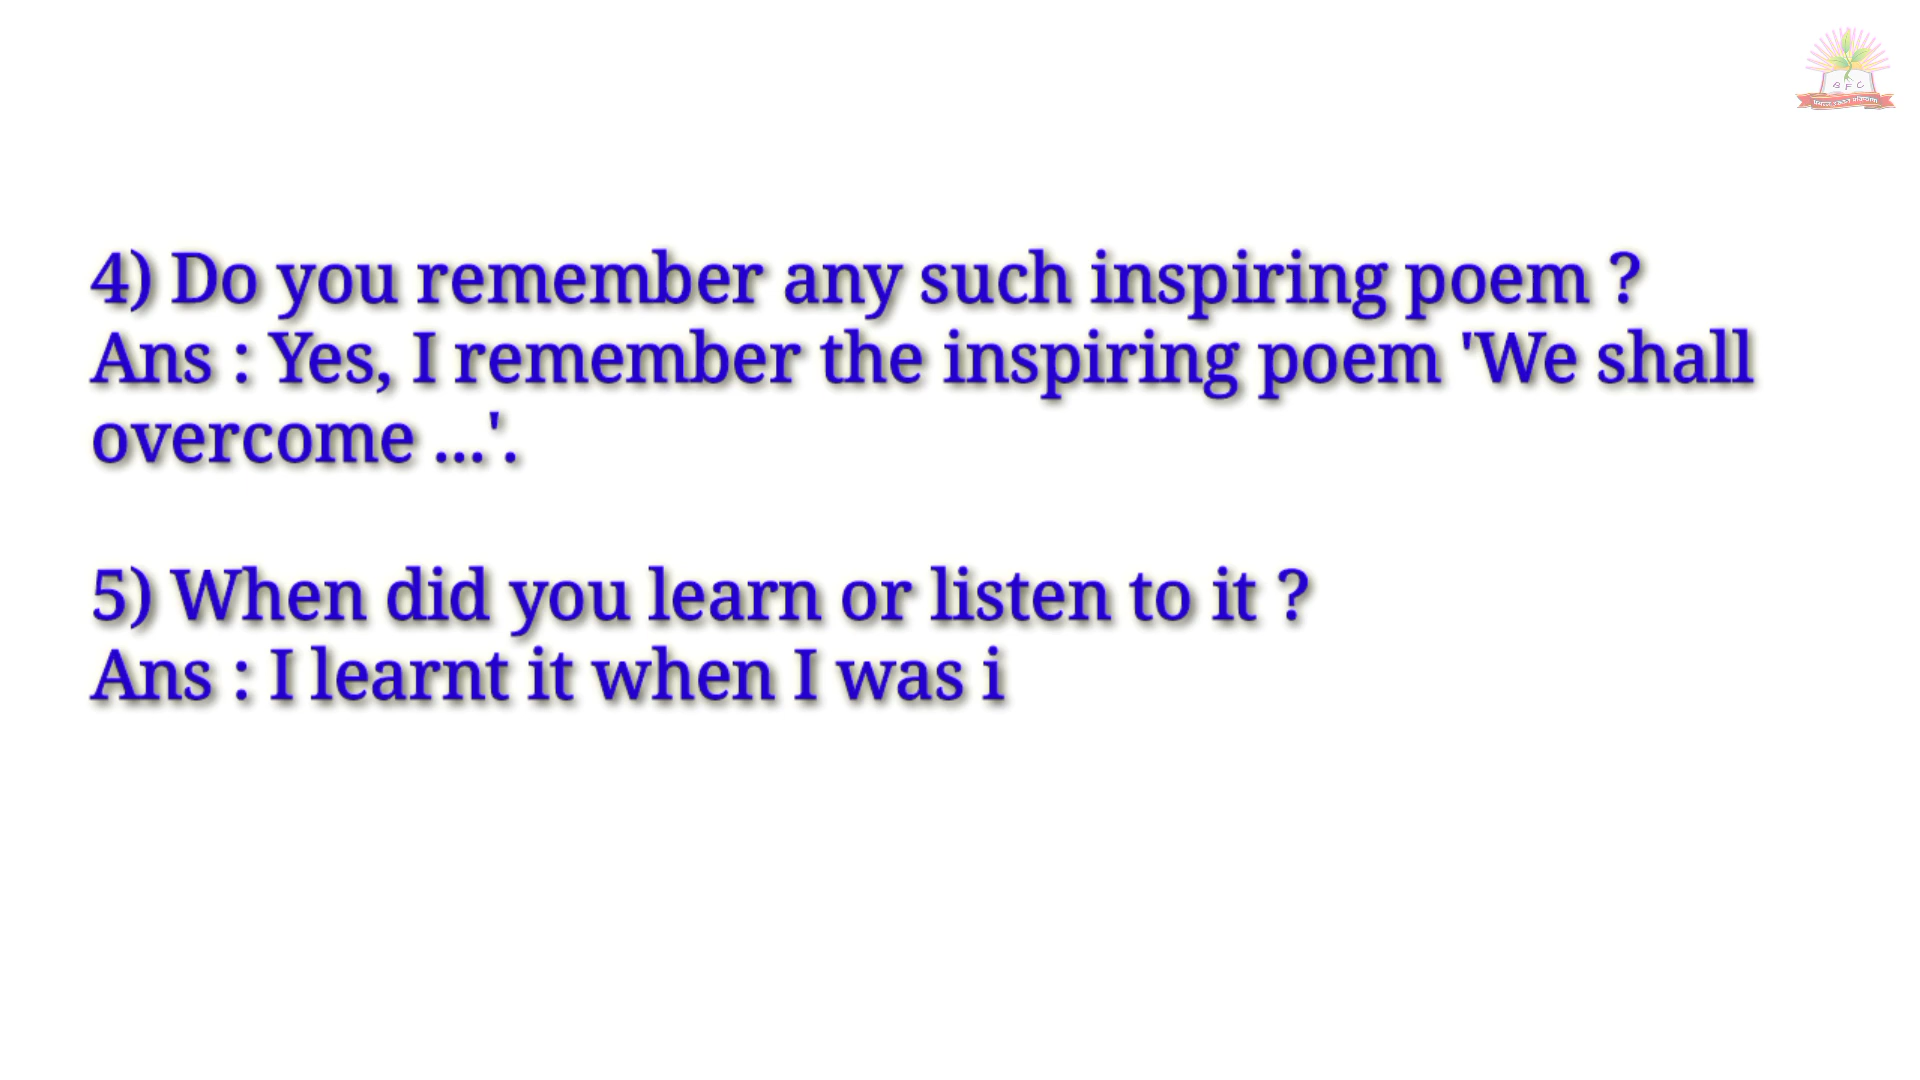 B F C
4) Do you remember any such inspiring poem ?
Ans : Yes, I remember the inspiring poem 'We shall
overcome ...'.
5) When did you learn or listen to it ?
Ans : I learnt it when I was i